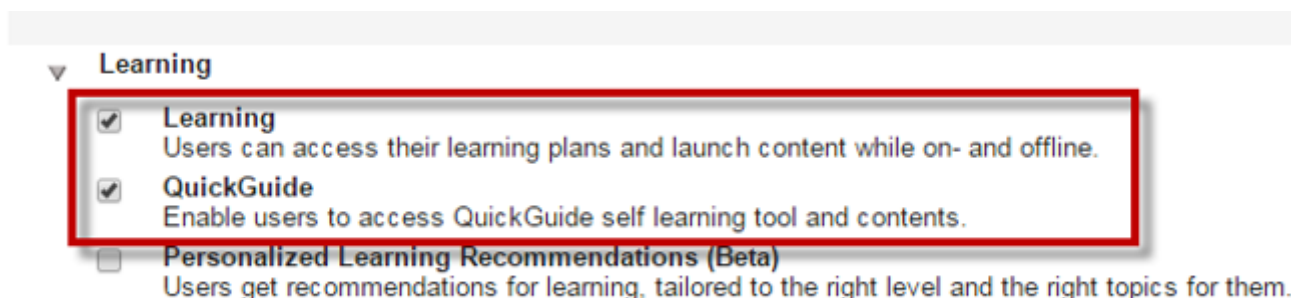 Learning
Learning
Users can access their learning plans and launch content while on- and offline.
QuickGuide
Enable users to access QuickGuide self learning tool and contents.
Personalized Learning Recommendations (Beta)
Users get recommendations for learning, tailored to the right level and the right topics for them.